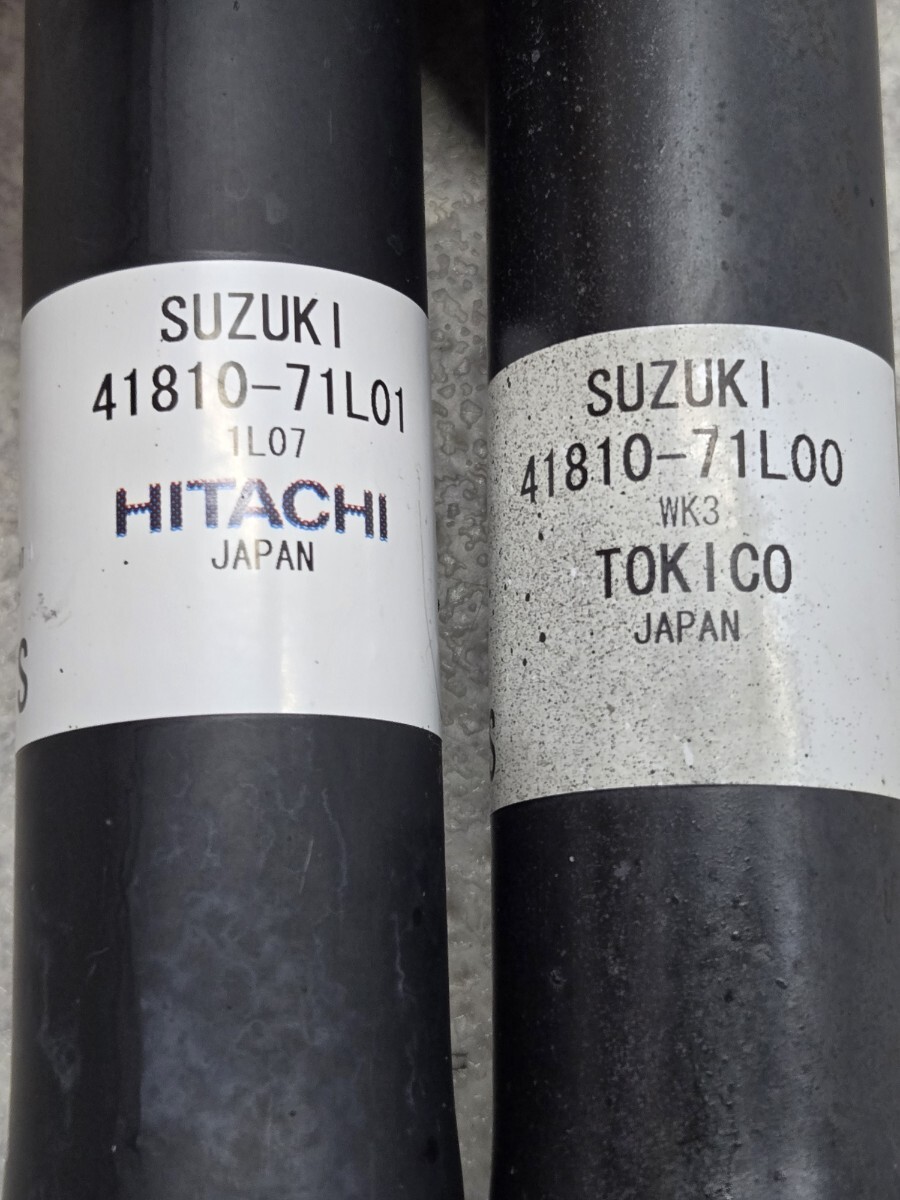 SUZUKI
41810-71L01
1L07
HITACHI
JAPAN
S
SUZUKI
41810-71L00
WK3
TOKICO
JAPAN
S